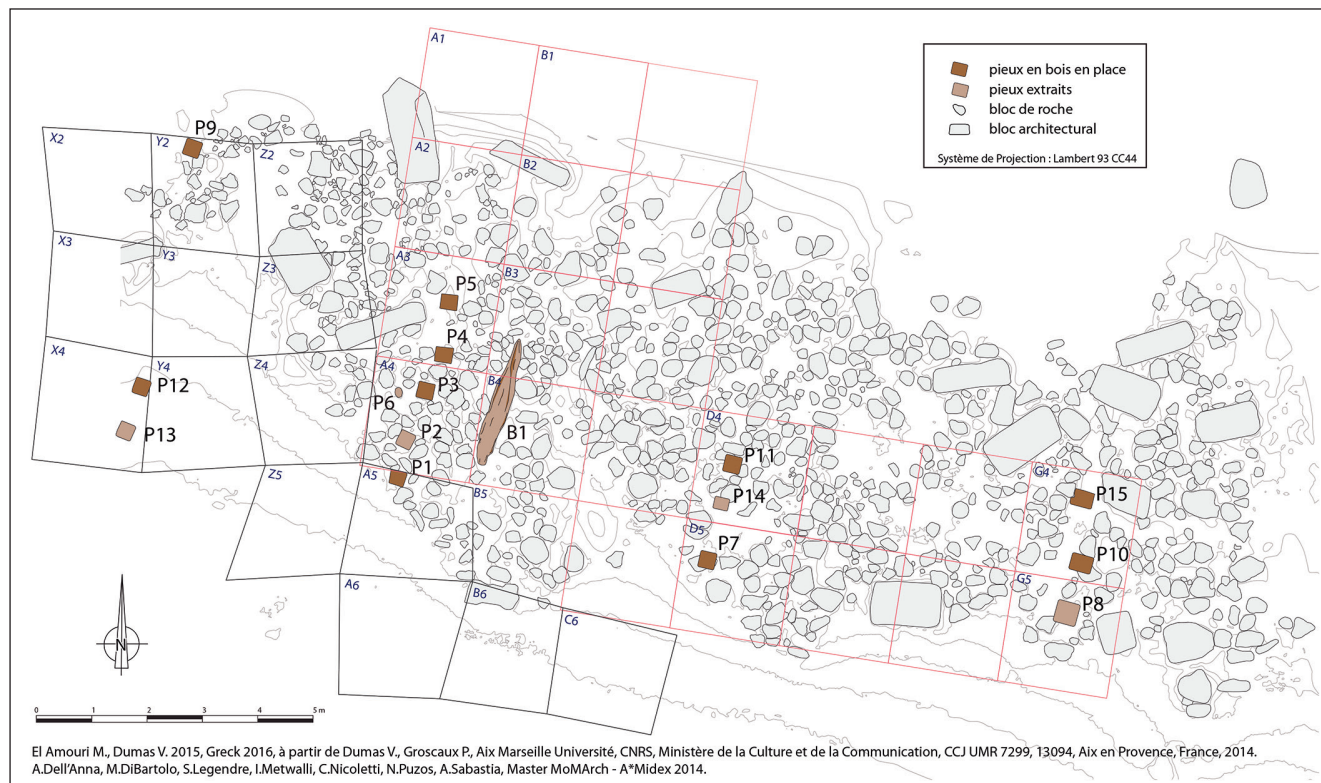 A1
B1
pieux en bois en place
pieux extraits
bloc de roche
bloc architectural
Système de Projection : Lambert 93 CC44
X2
Y2
P9
Z2
A2
B2
X3
Y3
Z3
A3
B3
P5
P4
X4
Y4
Z4
A4
B4
P12
P3
P6
P13
P2
B1
D4
P11
P14
G4
P15
Z5
A5
P1
B5
D5
P7
P10
G5
P8
A6
B6
C6
N
0 1 2 3 4 5 m
El Amouri M., Dumas V. 2015, Greck 2016, à partir de Dumas V., Groscaux P., Aix Marseille Université, CNRS, Ministère de la Culture et de la Communication, CCJ UMR 7299, 13094, Aix en Provence, France, 2014.
A.Dell'Anna, M.DiBartolo, S.Legendre, I.Metwalli, C.Nicoletti, N.Puzos, A.Sabastia, Master MoMArch - A*Midex 2014.